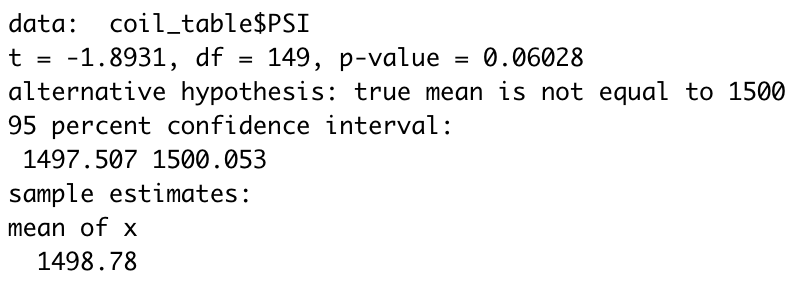 data:  coil_table$PSI
t = -1.8931, df = 149, p-value = 0.06028
alternative hypothesis: true mean is not equal to 1500
95 percent confidence interval:
 1497.507 1500.053
sample estimates:
mean of x
  1498.78